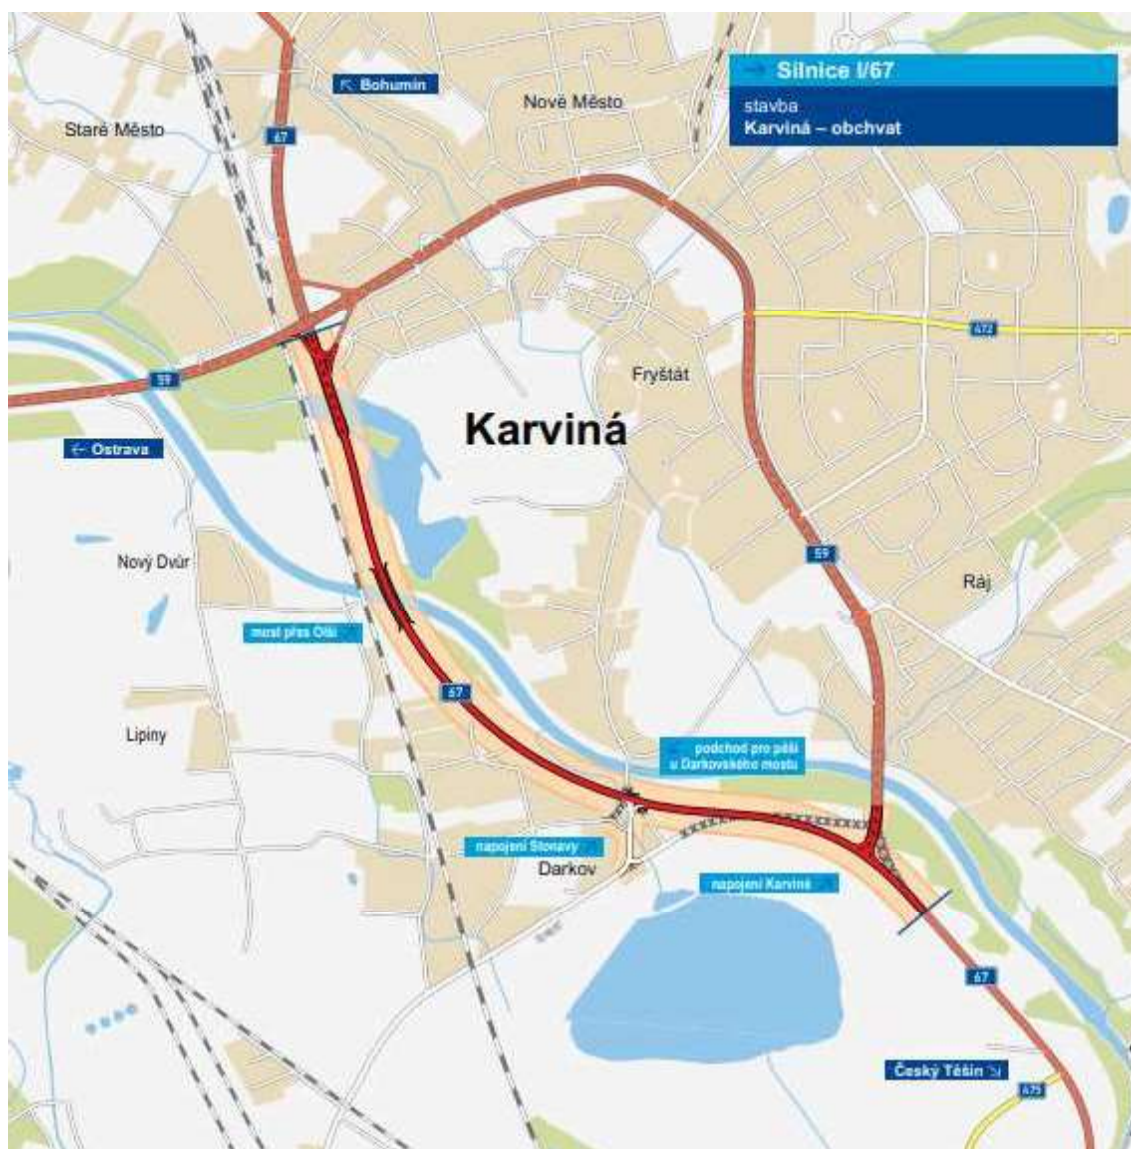 → Silnice I/67
stavba
Karviná – obchvat
Bohumín
Nové Město
Staré Město
67
472
59
Fryštát
Karviná
← Ostrava
Nový Dvůr
59
Ráj
most přes Olši
67
Lipiny
podchod pro pěší
u Darkovského mostu
napojení Stonavy
Darkov
napojení Karviné
67
Český Těšín
475